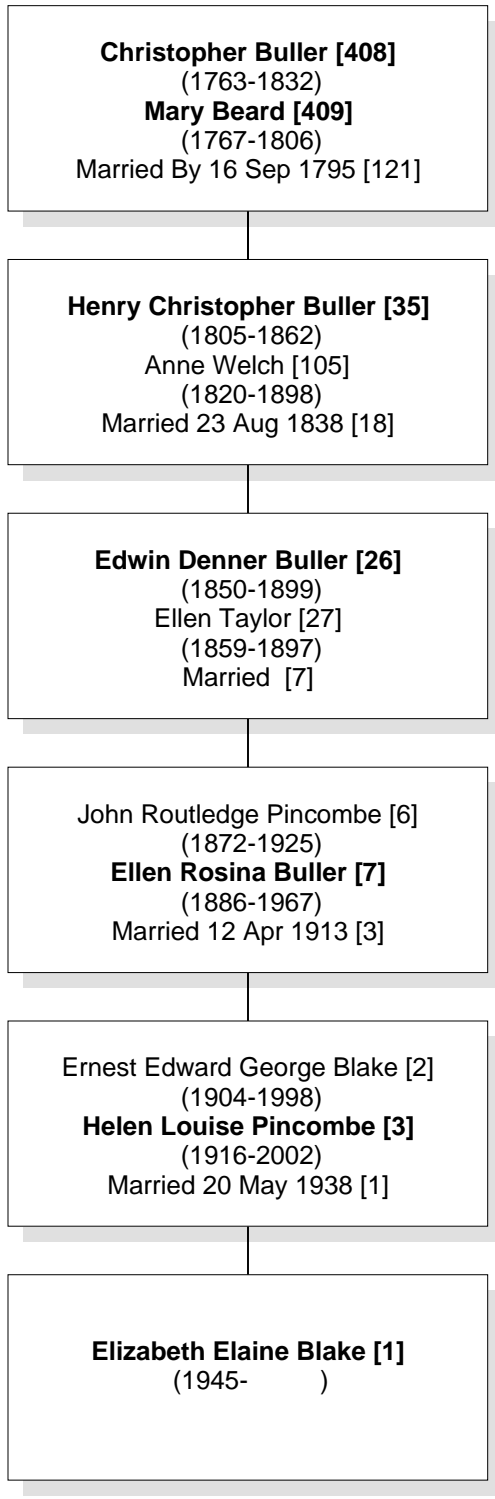 Christopher Buller [408]
(1763-1832)
Mary Beard [409]
(1767-1806)
Married By 16 Sep 1795 [121]
Henry Christopher Buller [35]
(1805-1862)
Anne Welch [105]
(1820-1898)
Married 23 Aug 1838 [18]
Edwin Denner Buller [26]
(1850-1899)
Ellen Taylor [27]
(1859-1897)
Married [7]
John Routledge Pincombe [6]
(1872-1925)
Ellen Rosina Buller [7]
(1886-1967)
Married 12 Apr 1913 [3]
Ernest Edward George Blake [2]
(1904-1998)
Helen Louise Pincombe [3]
(1916-2002)
Married 20 May 1938 [1]
Elizabeth Elaine Blake [1]
(1945- )